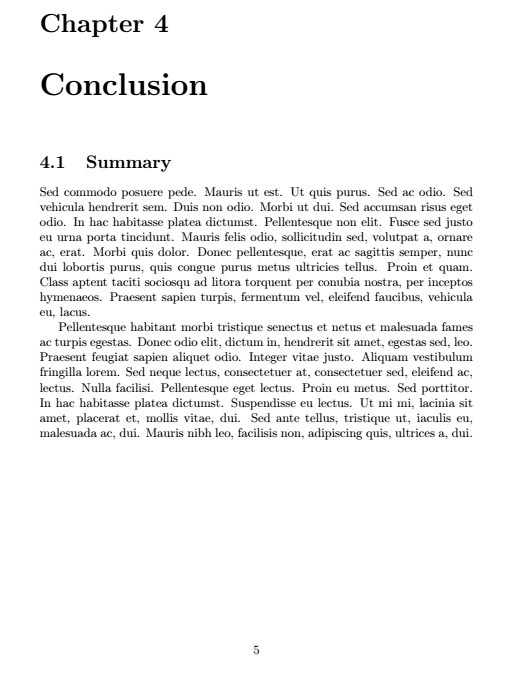 Chapter 4
Conclusion
4.1 Summary
Sed commodo posuere pede. Mauris ut est. Ut quis purus. Sed ac odio. Sed
vehicula hendrerit sem. Duis non odio. Morbi ut dui. Sed accumsan risus eget
odio. In hac habitasse platea dictumst. Pellentesque non elit. Fusce sed justo
eu urna porta tincidunt. Mauris felis odio, sollicitudin sed, volutpat a, ornare
ac, erat. Morbi quis dolor. Donec pellentesque, erat ac sagittis semper, nunc
dui lobortis purus, quis congue purus metus ultricies tellus. Proin et quam.
Class aptent taciti sociosqu ad litora torquent per conubia nostra, per inceptos
hymenaeos. Praesent sapien turpis, fermentum vel, eleifend faucibus, vehicula
eu, lacus.
Pellentesque habitant morbi tristique senectus et netus et malesuada fames
ac turpis egestas. Donec odio elit, dictum in, hendrerit sit amet, egestas sed, leo.
Praesent feugiat sapien aliquet odio. Integer vitae justo. Aliquam vestibulum
fringilla lorem. Sed neque lectus, consectetuer at, consectetuer sed, eleifend ac,
lectus. Nulla facilisi. Pellentesque eget lectus. Proin eu metus. Sed porttitor.
In hac habitasse platea dictumst. Suspendisse eu lectus. Ut mi mi, lacinia sit
amet, placerat et, mollis vitae, dui. Sed ante tellus, tristique ut, iaculis eu,
malesuada ac, dui. Mauris nibh leo, facilisis non, adipiscing quis, ultrices a, dui.
5